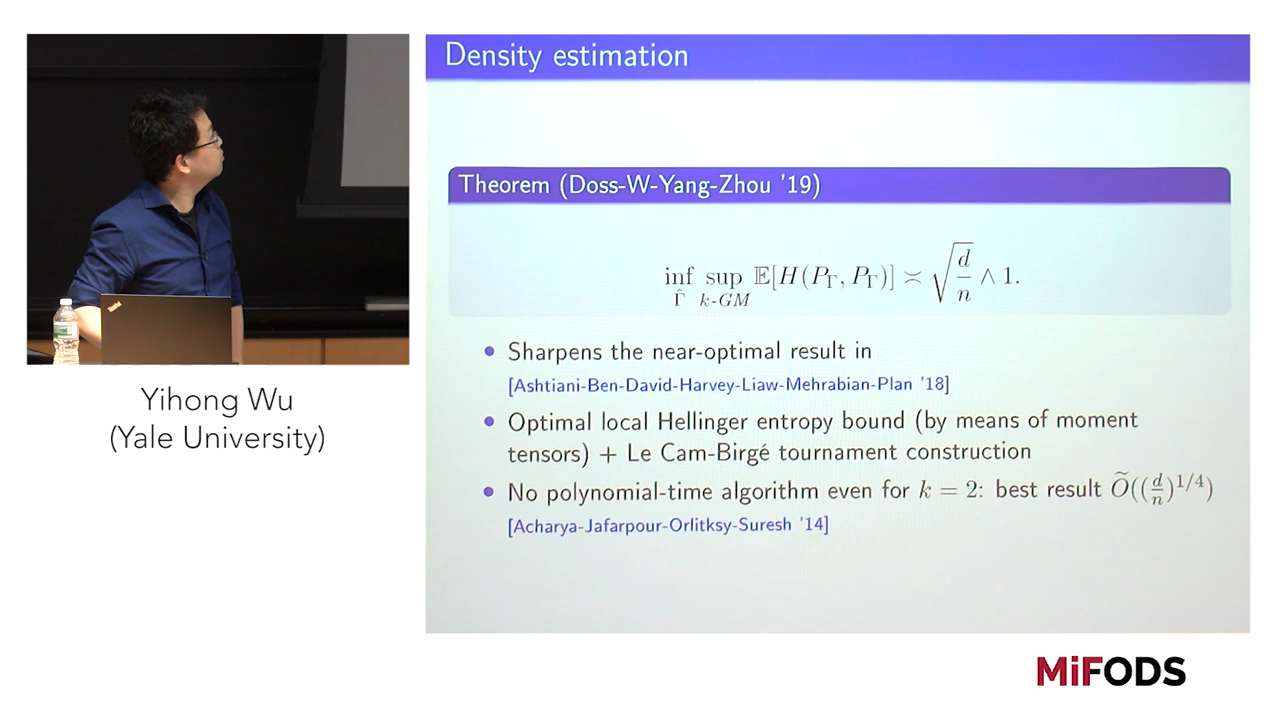 Density estimation
Theorem (Doss-W-Yang-Zhou '19)
inf sup E[H(P_Γ̂, P_Γ)] ≍ √(d/n) ∧ 1.
Γ̂ k-GM
Sharpens the near-optimal result in
[Ashtiani-Ben-David-Harvey-Liaw-Mehrabian-Plan '18]
Optimal local Hellinger entropy bound (by means of moment
tensors) + Le Cam-Birgé tournament construction
No polynomial-time algorithm even for k = 2: best result Õ((d/n)^1/4)
[Acharya-Jafarpour-Orlitksy-Suresh '14]
Yihong Wu
(Yale University)
MiFODS